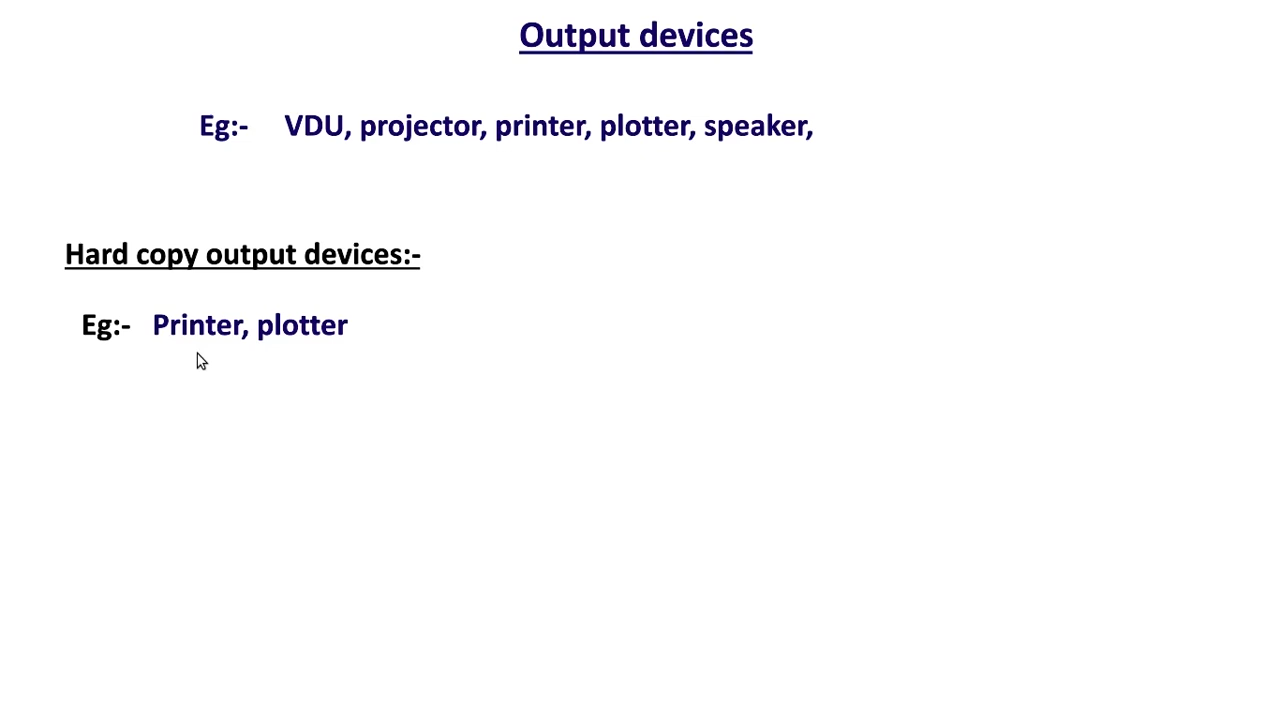 Output devices
Eg:- VDU, projector, printer, plotter, speaker,
Hard copy output devices:-
Eg:- Printer, plotter